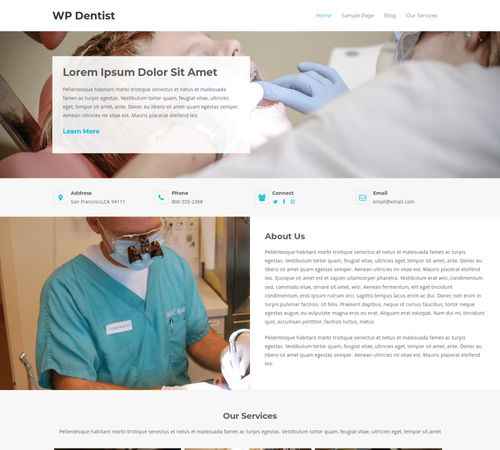 WP Dentist
Home Sample Page Blog Our Services
Lorem Ipsum Dolor Sit Amet
Pellentesque habitant morbi tristique senectus et netus et malesuada
fames ac turpis egestas. Vestibulum tortor quam, feugiat vitae, ultricies
eget, tempor sit amet, ante. Donec eu libero sit amet quam egestas semper.
Aenean ultricies mi vitae est. Mauris placerat eleifend leo.
Learn More
Address
San Francisco,CA 94111
Phone
800-555-2368
Connect
Email
email@email.com
About Us
Pellentesque habitant morbi tristique senectus et netus et malesuada fames ac turpis
egestas. Vestibulum tortor quam, feugiat vitae, ultricies eget, tempor sit amet, ante. Donec eu
libero sit amet quam egestas semper. Aenean ultricies mi vitae est. Mauris placerat eleifend
leo. Quisque sit amet est et sapien ullamcorper pharetra. Vestibulum erat wisi, condimentum
sed, commodo vitae, ornare sit amet, wisi. Aenean fermentum, elit eget tincidunt
condimentum, eros ipsum rutrum orci, sagittis tempus lacus enim ac dui. Donec non enim in
turpis pulvinar facilisis. Ut felis. Praesent dapibus, neque id cursus faucibus, tortor neque
egestas augue, eu vulputate magna eros eu erat. Aliquam erat volutpat. Nam dui mi, tincidunt
quis, accumsan porttitor, facilisis luctus, metus
Pellentesque habitant morbi tristique senectus et netus et malesuada fames ac turpis
egestas. Vestibulum tortor quam, feugiat vitae, ultricies eget, tempor sit amet, ante. Donec eu
libero sit amet quam egestas semper. Aenean ultricies mi vitae est. Mauris placerat eleifend
leo.
Our Services
Pellentesque habitant morbi tristique senectus et netus et malesuada fames ac turpis egestas. Vestibulum tortor quam, feugiat vitae, ultricies eget, tempor sit amet